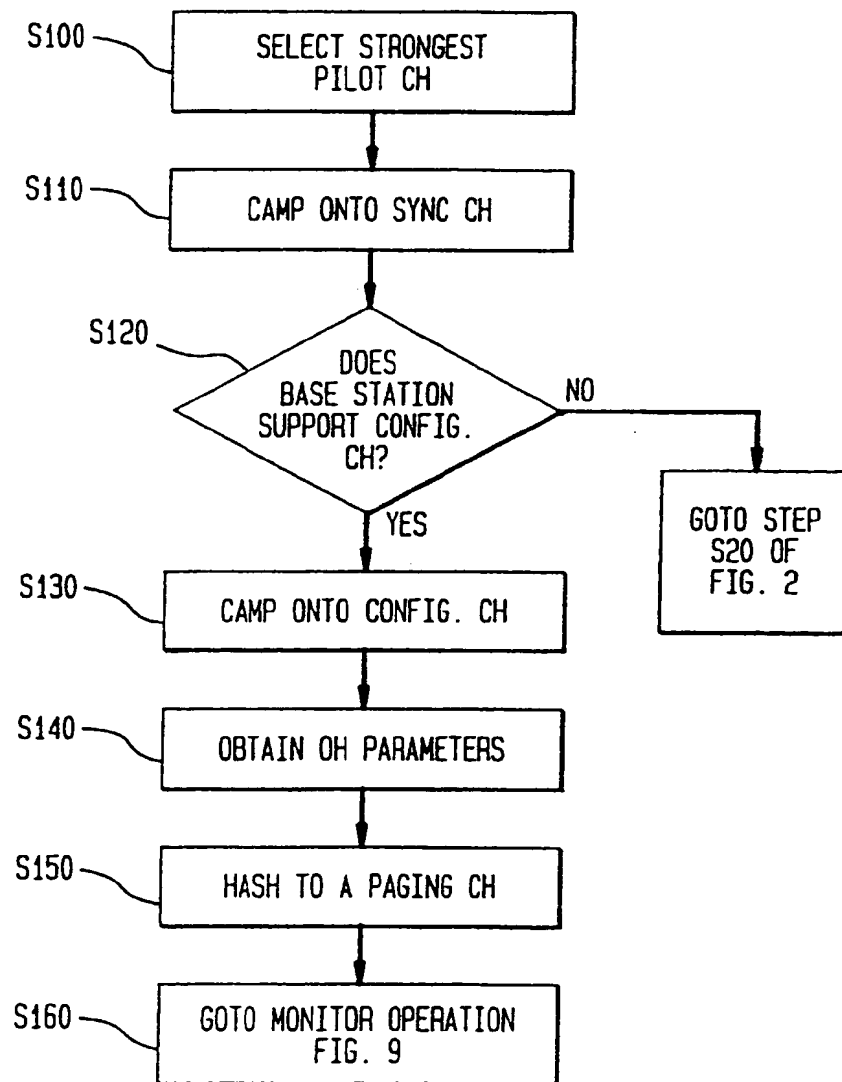 S100
SELECT STRONGEST
PILOT CH
S110
CAMP ONTO SYNC CH
S120
DOES
BASE STATION
SUPPORT CONFIG.
CH?
NO
YES
GOTO STEP
S20 OF
FIG. 2
S130
CAMP ONTO CONFIG. CH
S140
OBTAIN OH PARAMETERS
S150
HASH TO A PAGING CH
S160
GOTO MONITOR OPERATION
FIG. 9